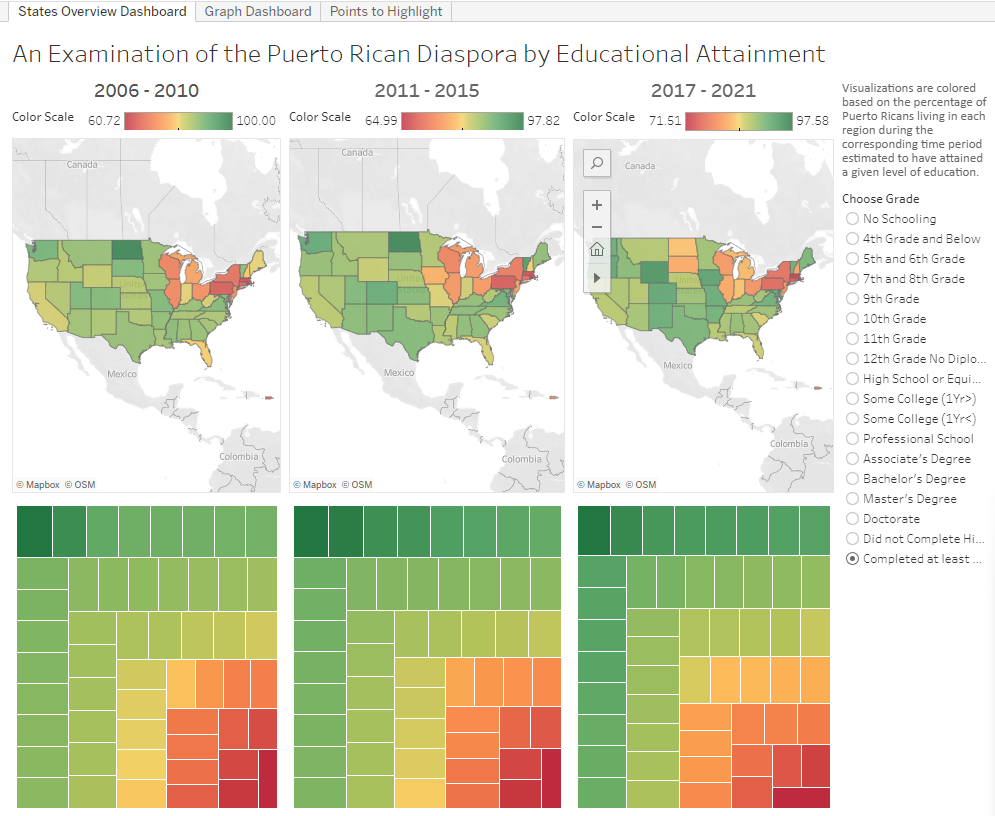 States Overview Dashboard
Graph Dashboard
Points to Highlight
An Examination of the Puerto Rican Diaspora by Educational Attainment
2006 - 2010
Color Scale 60.72 100.00
Canada
Mexico
Colombia
© Mapbox © OSM
2011 - 2015
Color Scale 64.99 97.82
Canada
Mexico
Colombia
© Mapbox © OSM
2017 - 2021
Color Scale 71.51 97.58
Canada
Mexico
Colombia
© Mapbox © OSM
Visualizations are colored
based on the percentage of
Puerto Ricans living in each
region during the
corresponding time period
estimated to have attained
a given level of education.
Choose Grade
No Schooling
4th Grade and Below
5th and 6th Grade
7th and 8th Grade
9th Grade
10th Grade
11th Grade
12th Grade No Diplo...
High School or Equi...
Some College (1Yr>)
Some College (1Yr<)
Professional School
Associate's Degree
Bachelor's Degree
Master's Degree
Doctorate
Did not Complete Hi...
Completed at least ...